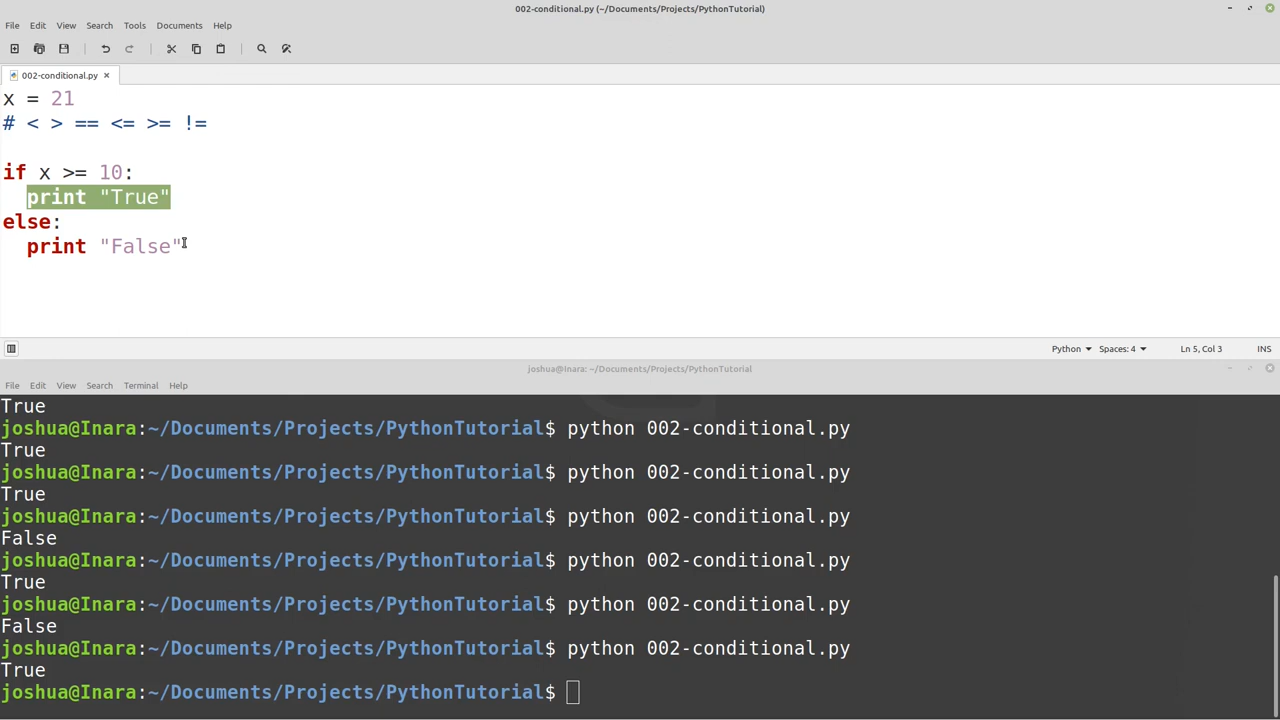 002-conditional.py (~/Documents/Projects/PythonTutorial)
File Edit View Search Tools Documents Help
002-conditional.py
x = 21
# < > == <= >= !=
if x >= 10:
  print "True"
else:
  print "False"
Python Spaces: 4 Ln 5, Col 3 INS
joshua@Inara: ~/Documents/Projects/PythonTutorial
File Edit View Search Terminal Help
True
joshua@Inara:~/Documents/Projects/PythonTutorial$ python 002-conditional.py
True
joshua@Inara:~/Documents/Projects/PythonTutorial$ python 002-conditional.py
True
joshua@Inara:~/Documents/Projects/PythonTutorial$ python 002-conditional.py
False
joshua@Inara:~/Documents/Projects/PythonTutorial$ python 002-conditional.py
True
joshua@Inara:~/Documents/Projects/PythonTutorial$ python 002-conditional.py
False
joshua@Inara:~/Documents/Projects/PythonTutorial$ python 002-conditional.py
True
joshua@Inara:~/Documents/Projects/PythonTutorial$